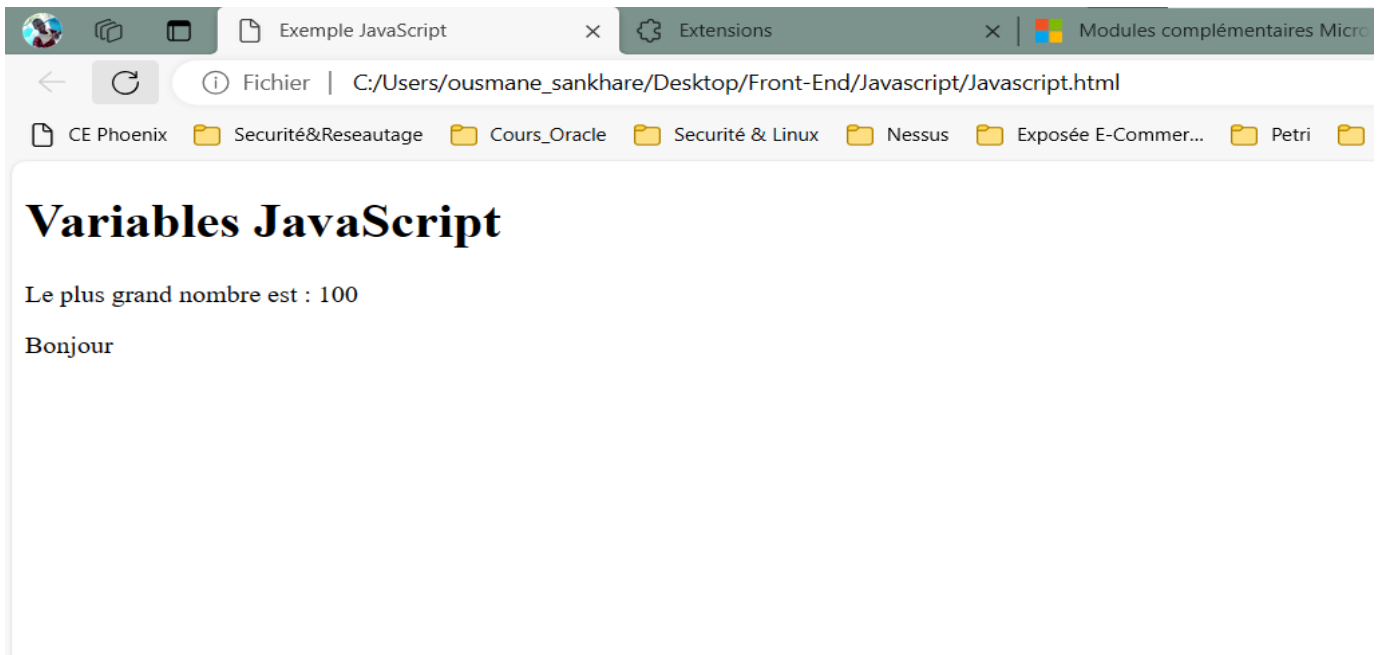 Exemple JavaScript
Extensions
Modules complémentaires Micro
Fichier | C:/Users/ousmane_sankhare/Desktop/Front-End/Javascript/Javascript.html
CE Phoenix Securité&Reseautage Cours_Oracle Securité & Linux Nessus Exposée E-Commer... Petri
Variables JavaScript
Le plus grand nombre est : 100
Bonjour